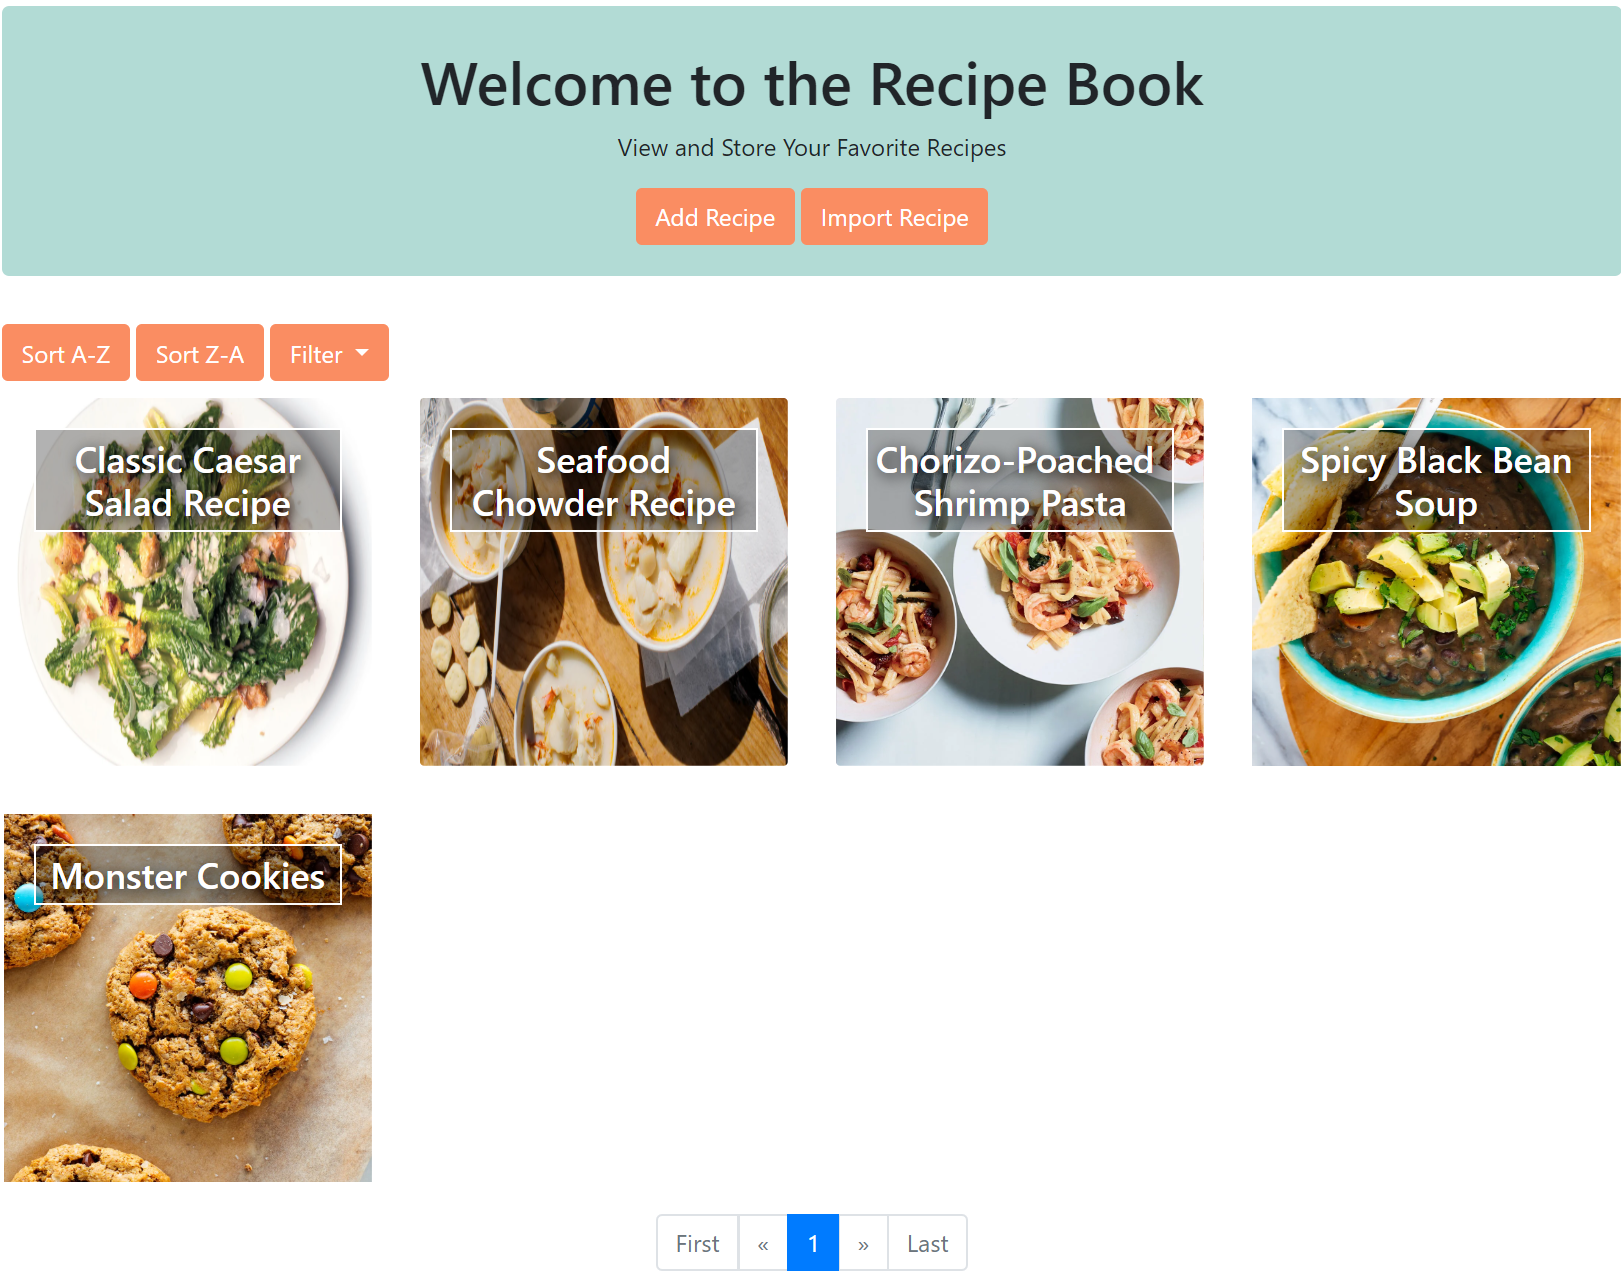 Welcome to the Recipe Book
View and Store Your Favorite Recipes
Add Recipe Import Recipe
Sort A-Z Sort Z-A Filter
Classic Caesar
Salad Recipe
Seafood
Chowder Recipe
Chorizo-Poached
Shrimp Pasta
Spicy Black Bean
Soup
Monster Cookies
First « 1 » Last